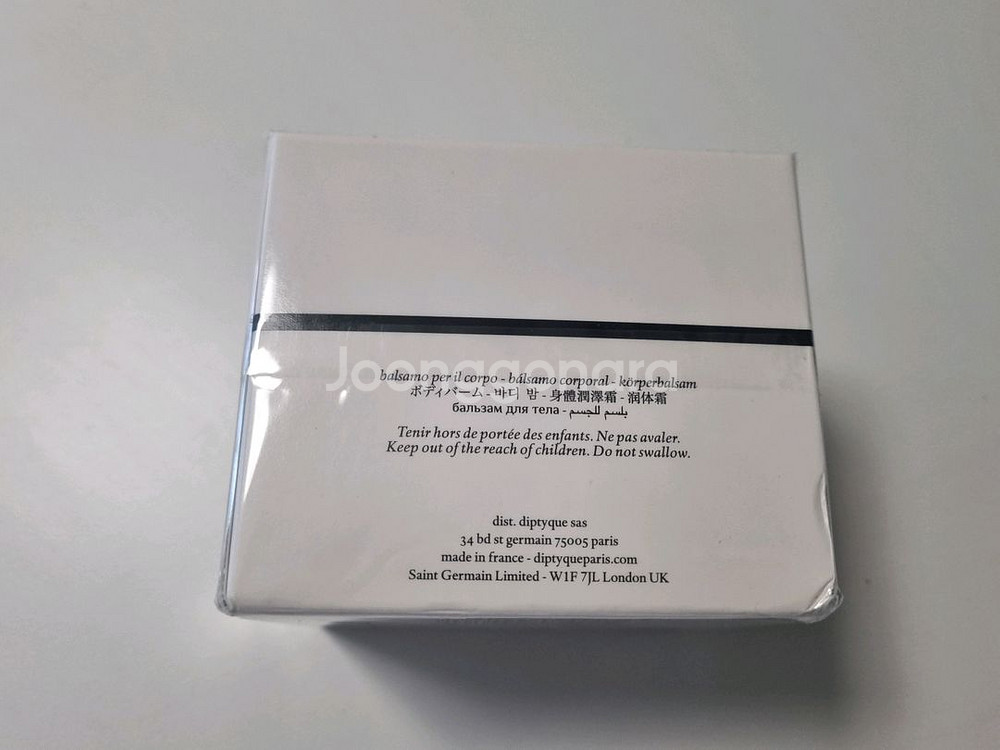 Joonggonara
balsamo per il corpo - bálsamo corporal - körperbalsam
ボディバーム - 바디 밤 - 身體潤澤霜 - 润体霜
бальзам для тела - بلسم للجسم
Tenir hors de portée des enfants. Ne pas avaler.
Keep out of the reach of children. Do not swallow.
dist. diptyque sas
34 bd st germain 75005 paris
made in france - diptyqueparis.com
Saint Germain Limited - W1F 7JL London UK